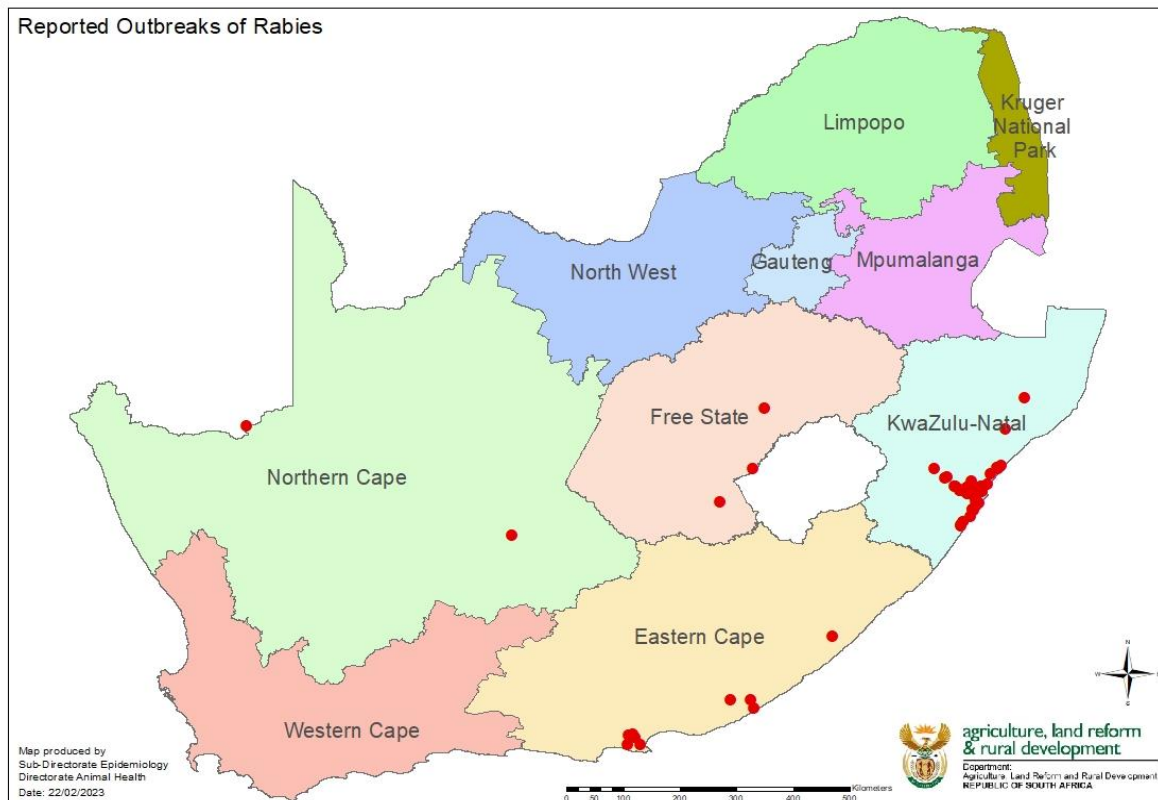 Reported Outbreaks of Rabies
Limpopo
Kruger
National
Park
North West
Gauteng
Mpumalanga
Free State
KwaZulu-Natal
Northern Cape
Eastern Cape
Western Cape
N
W
S
Map produced by
Sub-Directorate Epidemiology
Directorate Animal Health
Date: 22/02/2023
Kilometers
0 50 100 200 300 400 500
agriculture, land reform
& rural development
Department:
Agriculture, Land Reform and Rural Development
REPUBLIC OF SOUTH AFRICA